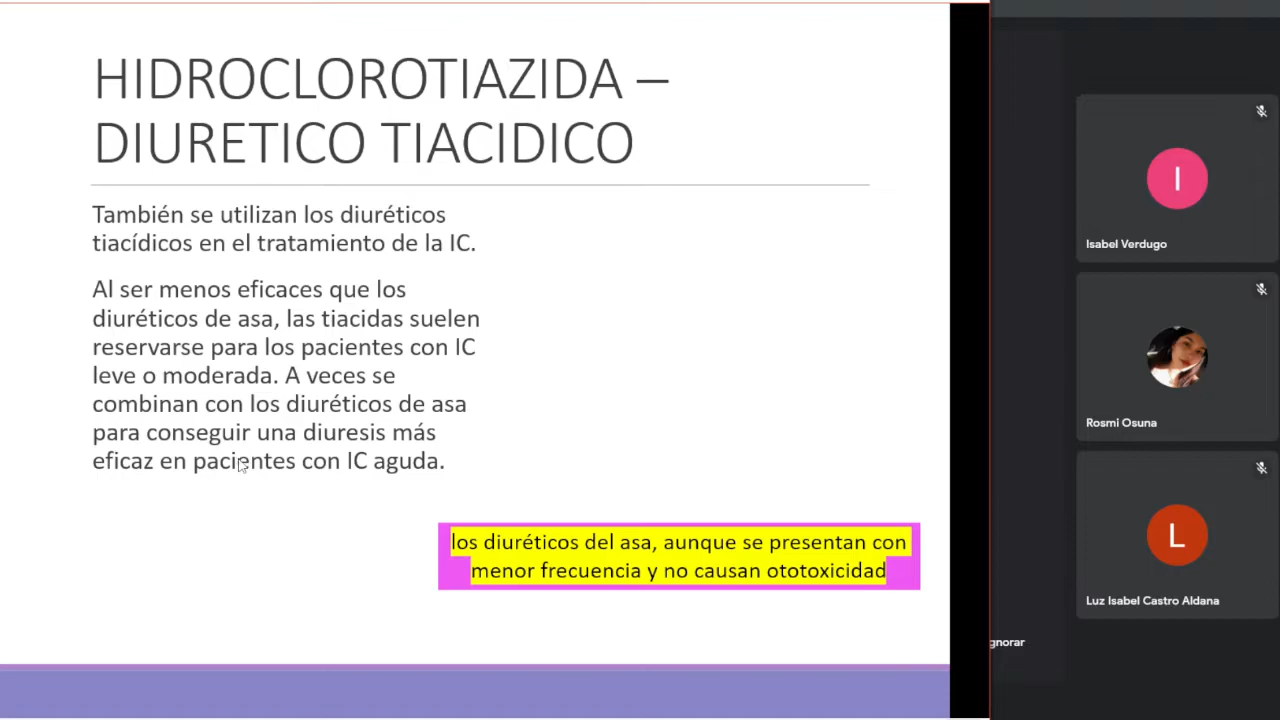 HIDROCLOROTIAZIDA –
DIURETICO TIACIDICO
También se utilizan los diuréticos
tiacídicos en el tratamiento de la IC.
Al ser menos eficaces que los
diuréticos de asa, las tiacidas suelen
reservarse para los pacientes con IC
leve o moderada. A veces se
combinan con los diuréticos de asa
para conseguir una diuresis más
eficaz en pacientes con IC aguda.
los diuréticos del asa, aunque se presentan con
menor frecuencia y no causan ototoxicidad
I
Isabel Verdugo
Rosmi Osuna
L
Luz Isabel Castro Aldana
gnorar